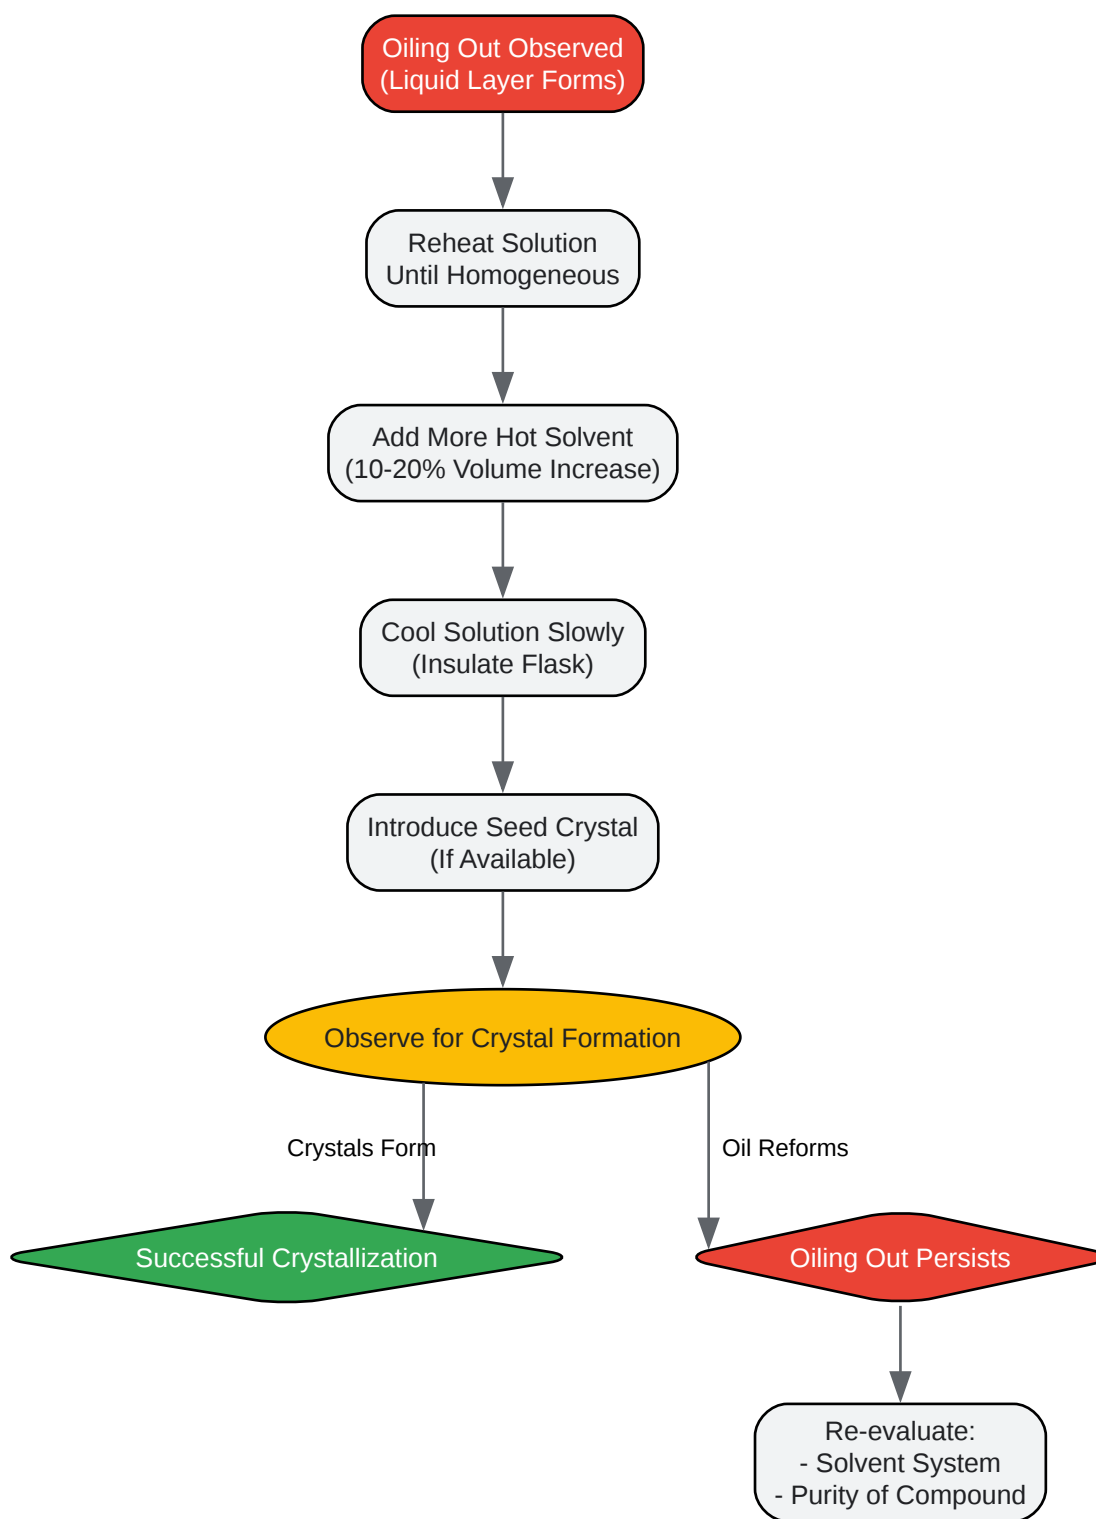 Oiling Out Observed
(Liquid Layer Forms)
Reheat Solution
Until Homogeneous
Add More Hot Solvent
(10-20% Volume Increase)
Cool Solution Slowly
(Insulate Flask)
Introduce Seed Crystal
(If Available)
Observe for Crystal Formation
Crystals Form
Oil Reforms
Successful Crystallization
Oiling Out Persists
Re-evaluate:
- Solvent System
- Purity of Compound